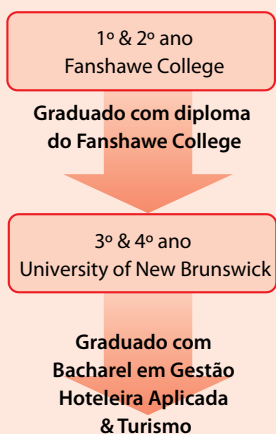 1º & 2º ano
Fanshawe College
Graduado com diploma
do Fanshawe College
3º & 4º ano
University of New Brunswick
Graduado com
Bacharel em Gestão
Hoteleira Aplicada
& Turismo